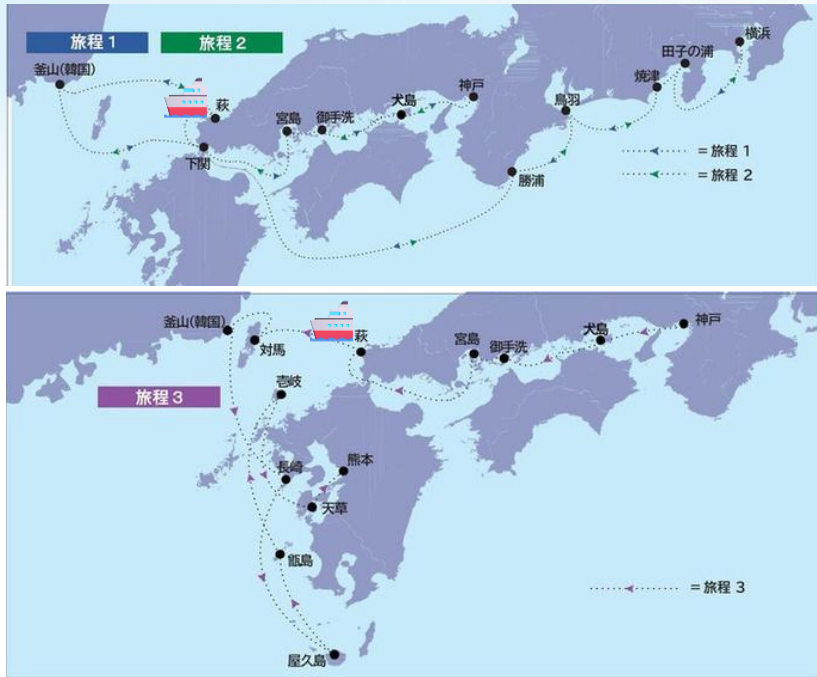 旅程1
旅程2
釜山(韓国)
萩
下関
宮島
御手洗
犬島
神戸
勝浦
鳥羽
焼津
田子の浦
横浜
=旅程 1
=旅程 2
釜山(韓国)
対馬
萩
宮島
御手洗
犬島
神戸
旅程3
壱岐
長崎
熊本
天草
甑島
屋久島
=旅程 3